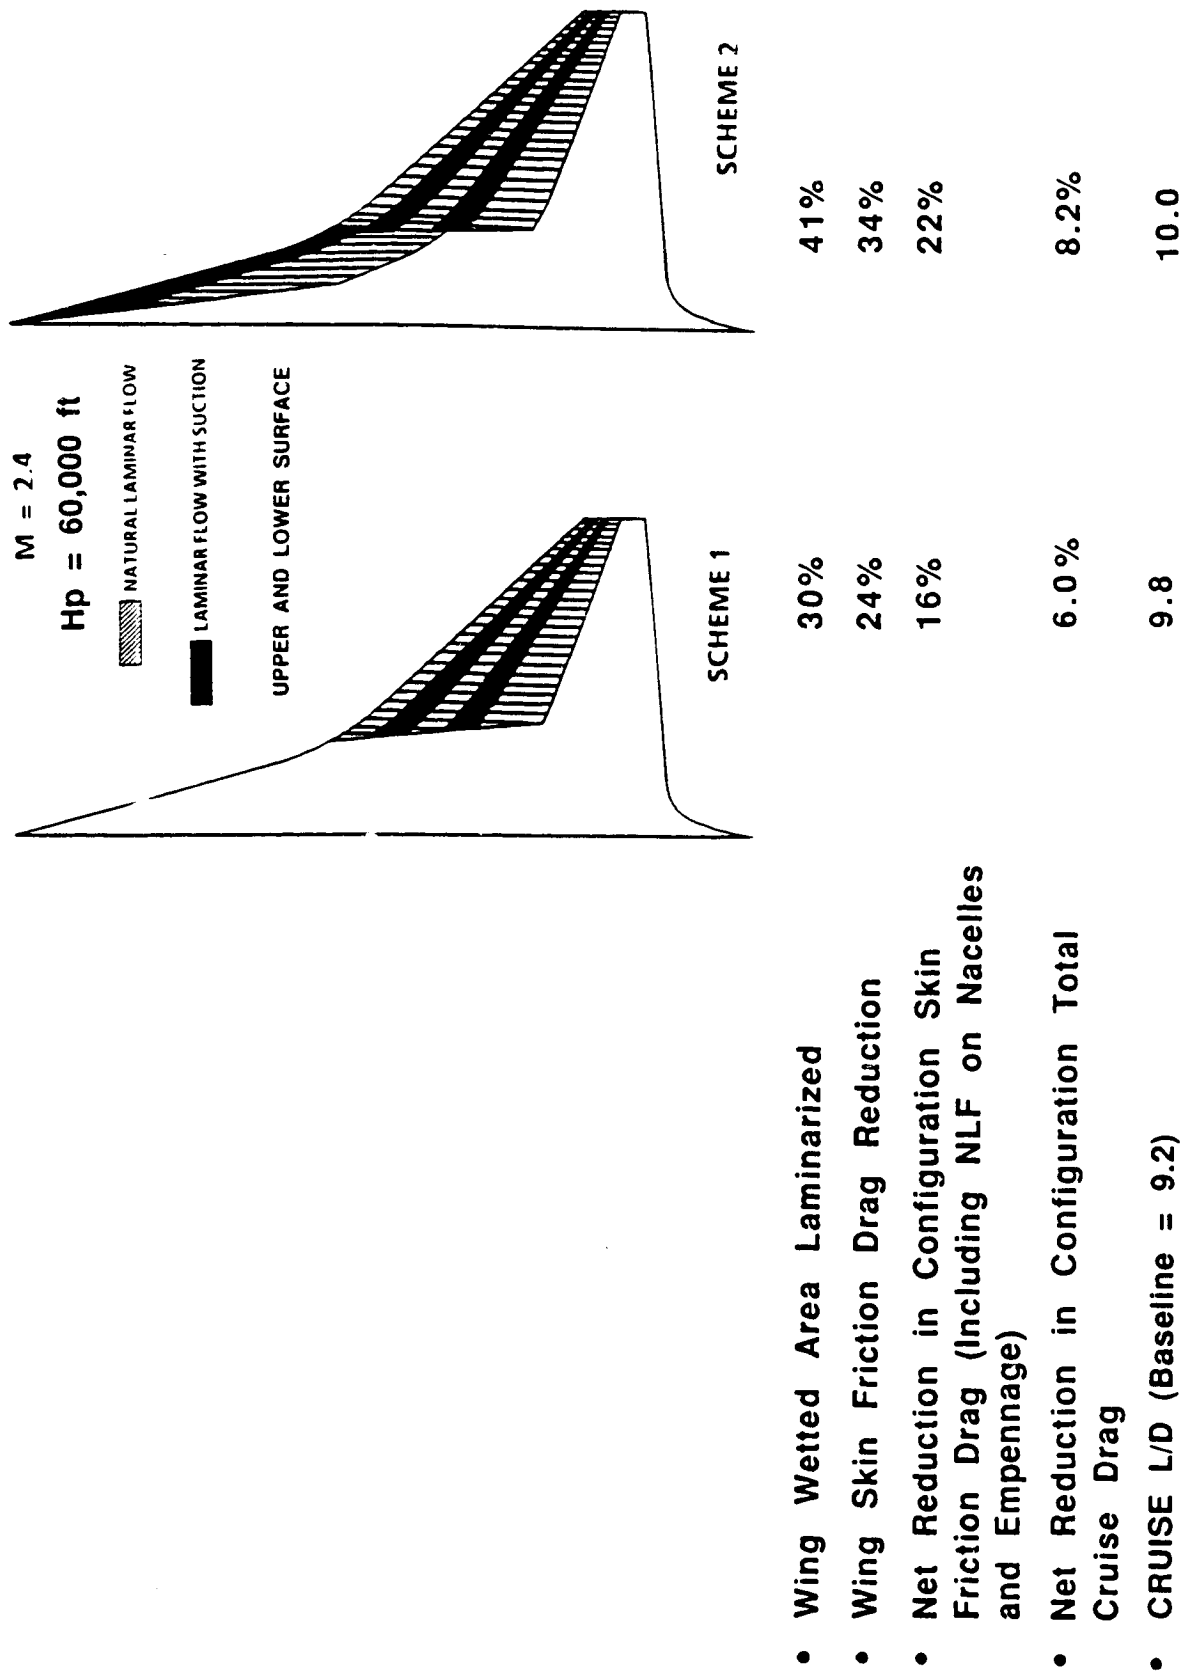 M = 2.4
Hp = 60,000 ft
NATURAL LAMINAR FLOW
LAMINAR FLOW WITH SUCTION
UPPER AND LOWER SURFACE
SCHEME 1
SCHEME 2
• Wing Wetted Area Laminarized 30% 41%
• Wing Skin Friction Drag Reduction 24% 34%
• Net Reduction in Configuration Skin 16% 22%
Friction Drag (Including NLF on Nacelles
and Empennage)
• Net Reduction in Configuration Total 6.0% 8.2%
Cruise Drag
• CRUISE L/D (Baseline = 9.2) 9.8 10.0